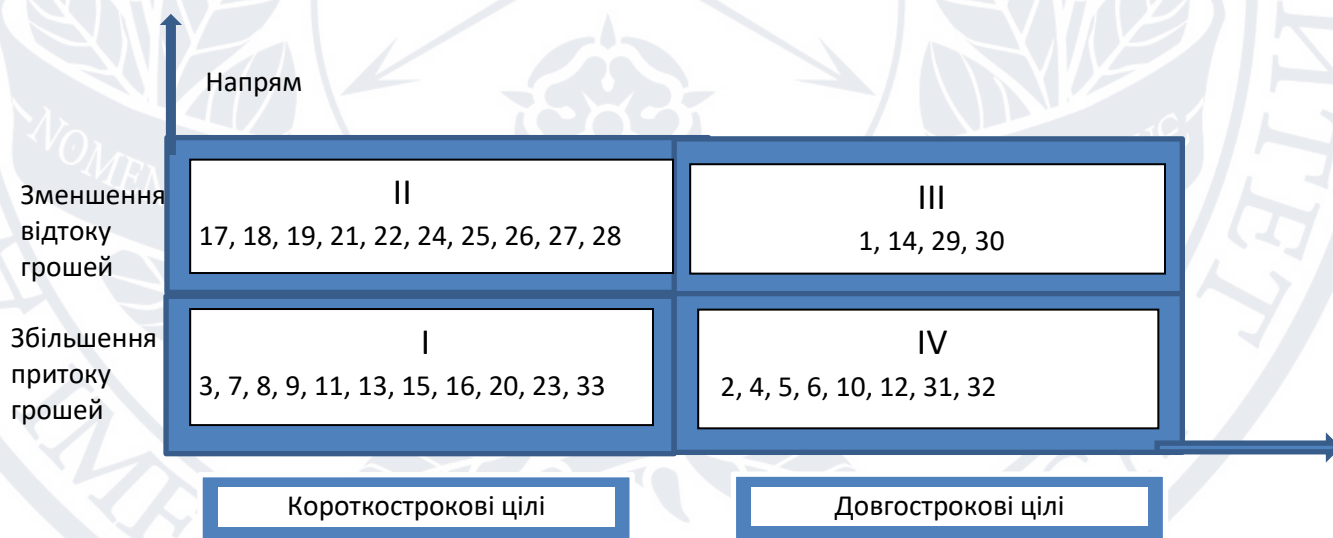 Напрям
Зменшення
відтоку
грошей
II
17, 18, 19, 21, 22, 24, 25, 26, 27, 28
III
1, 14, 29, 30
Збільшення
притоку
грошей
I
3, 7, 8, 9, 11, 13, 15, 16, 20, 23, 33
IV
2, 4, 5, 6, 10, 12, 31, 32
Короткострокові цілі
Довгострокові цілі